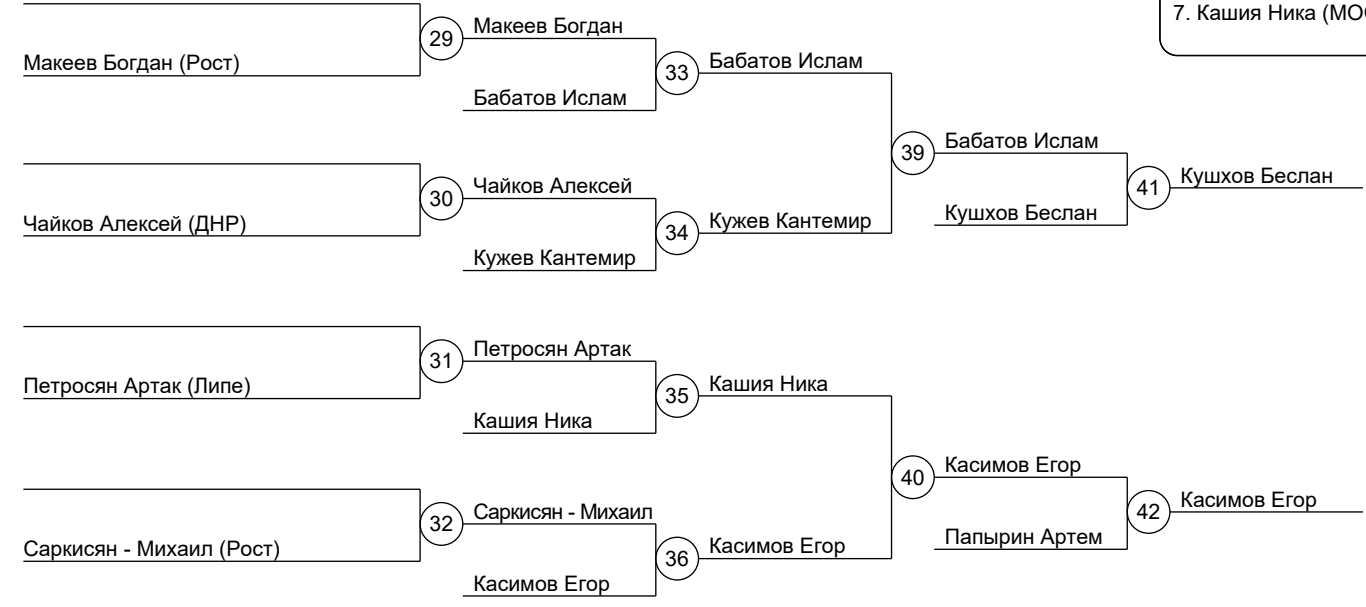 7. Кашия Ника (МОС
29
Макеев Богдан
Макеев Богдан (Рост)
33
Бабатов Ислам
Бабатов Ислам
39
Бабатов Ислам
30
Чайков Алексей
41
Кушхов Беслан
Чайков Алексей (ДНР)
34
Кужев Кантемир
Кушхов Беслан
Кужев Кантемир
31
Петросян Артак
Петросян Артак (Липе)
35
Кашия Ника
Кашия Ника
40
Касимов Егор
32
Саркисян - Михаил
42
Касимов Егор
Саркисян - Михаил (Рост)
36
Касимов Егор
Папырин Артем
Касимов Егор